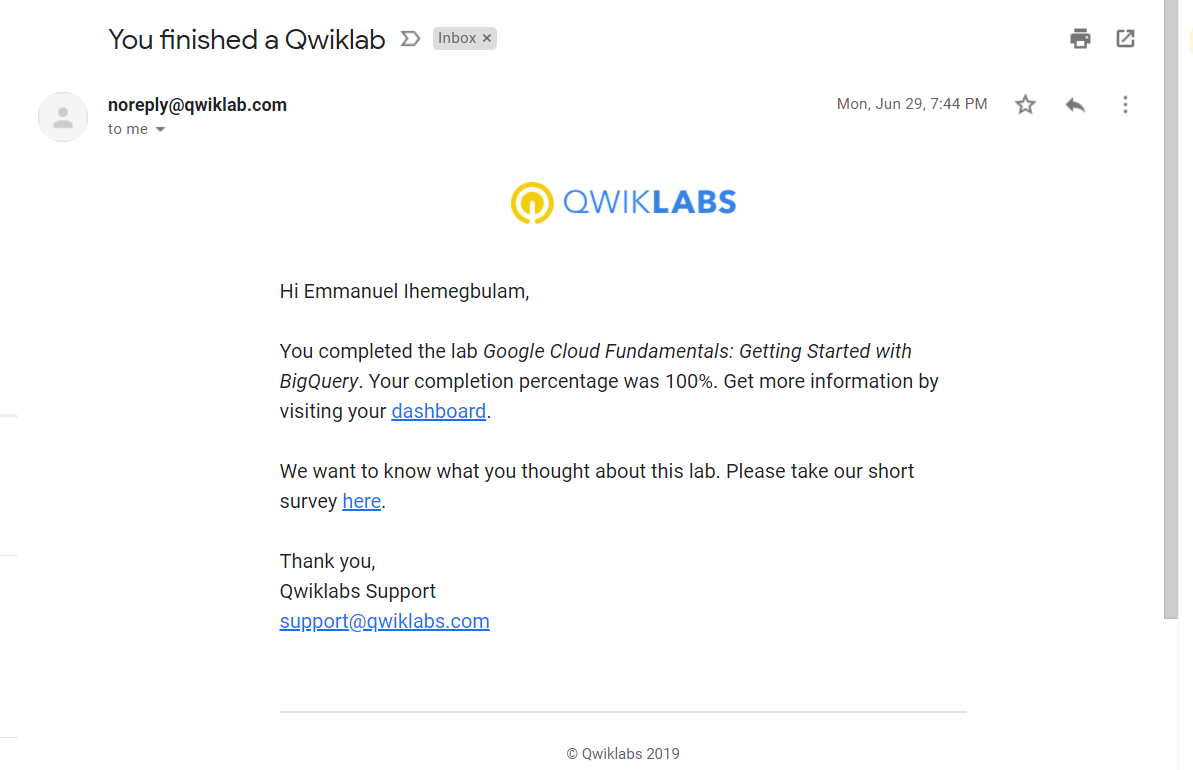 You finished a Qwiklab Inbox ×
noreply@qwiklab.com Mon, Jun 29, 7:44 PM
to me
QWIKLABS
Hi Emmanuel Ihemegbulam,
You completed the lab Google Cloud Fundamentals: Getting Started with
BigQuery. Your completion percentage was 100%. Get more information by
visiting your dashboard.
We want to know what you thought about this lab. Please take our short
survey here.
Thank you,
Qwiklabs Support
support@qwiklabs.com
© Qwiklabs 2019